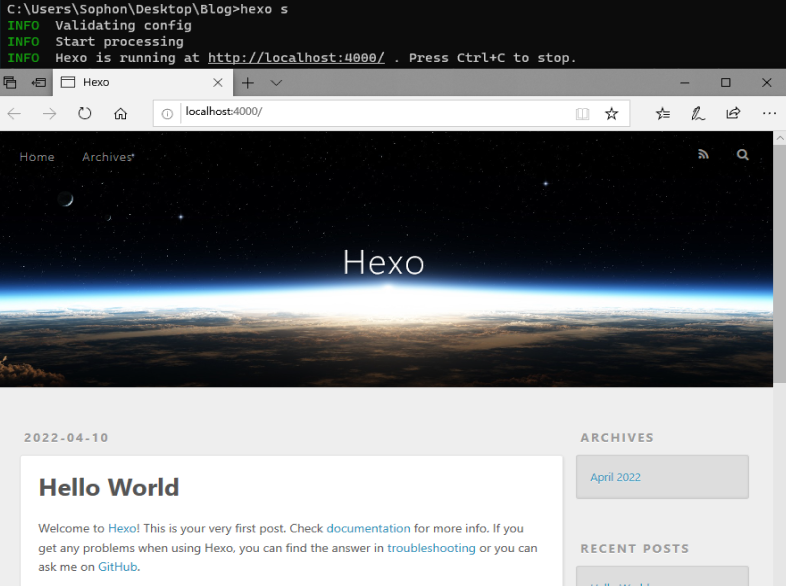 C:\Users\Sophon\Desktop\Blog>hexo s
INFO  Validating config
INFO  Start processing
INFO  Hexo is running at http://localhost:4000/ . Press Ctrl+C to stop.
Hexo
localhost:4000/
Home Archives
Hexo
2022-04-10
Hello World
Welcome to Hexo! This is your very first post. Check documentation for more info. If you
get any problems when using Hexo, you can find the answer in troubleshooting or you can
ask me on GitHub.
ARCHIVES
April 2022
RECENT POSTS